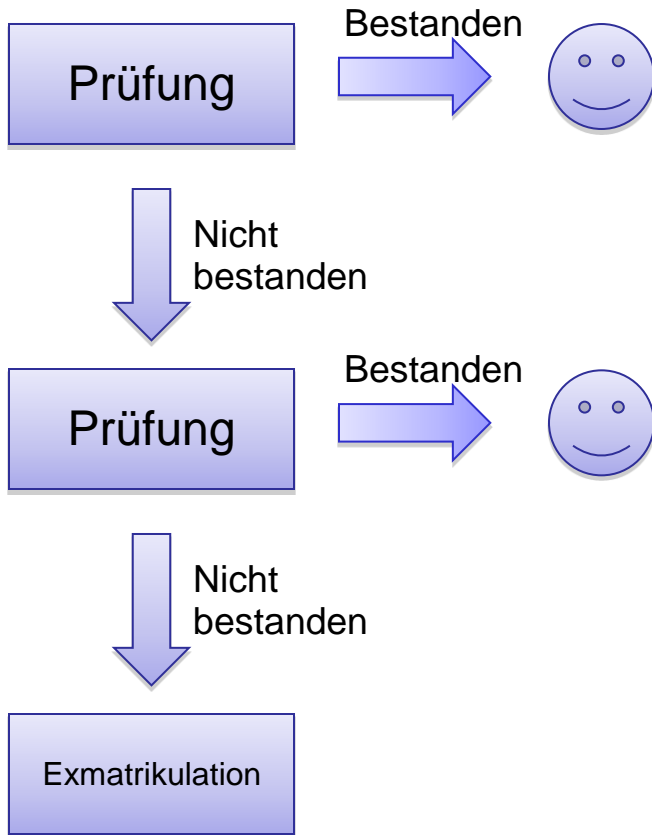 Bestanden
Prüfung
Nicht
bestanden
Bestanden
Prüfung
Nicht
bestanden
Exmatrikulation